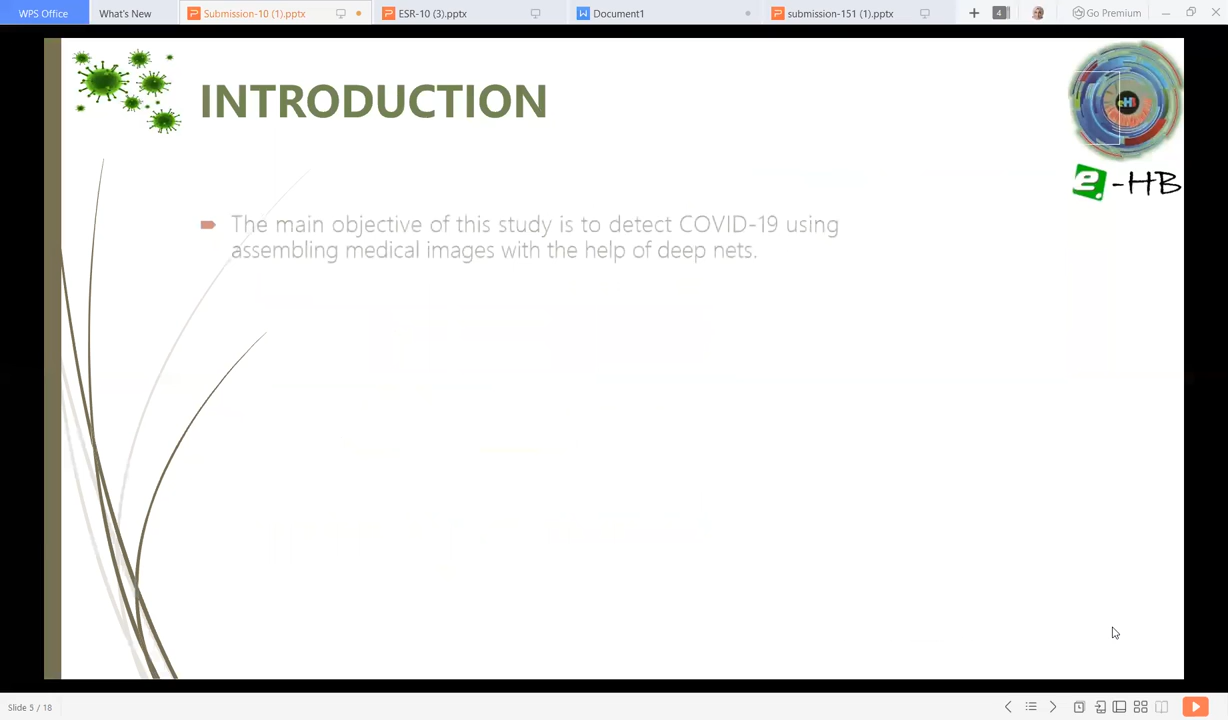 WPS Office
What's New
Submission-10 (1).pptx
ESR-10 (3).pptx
Document1
submission-151 (1).pptx
4
Go Premium
INTRODUCTION
eHB
e-HB
The main objective of this study is to detect COVID-19 using
assembling medical images with the help of deep nets.
Slide 5 / 18